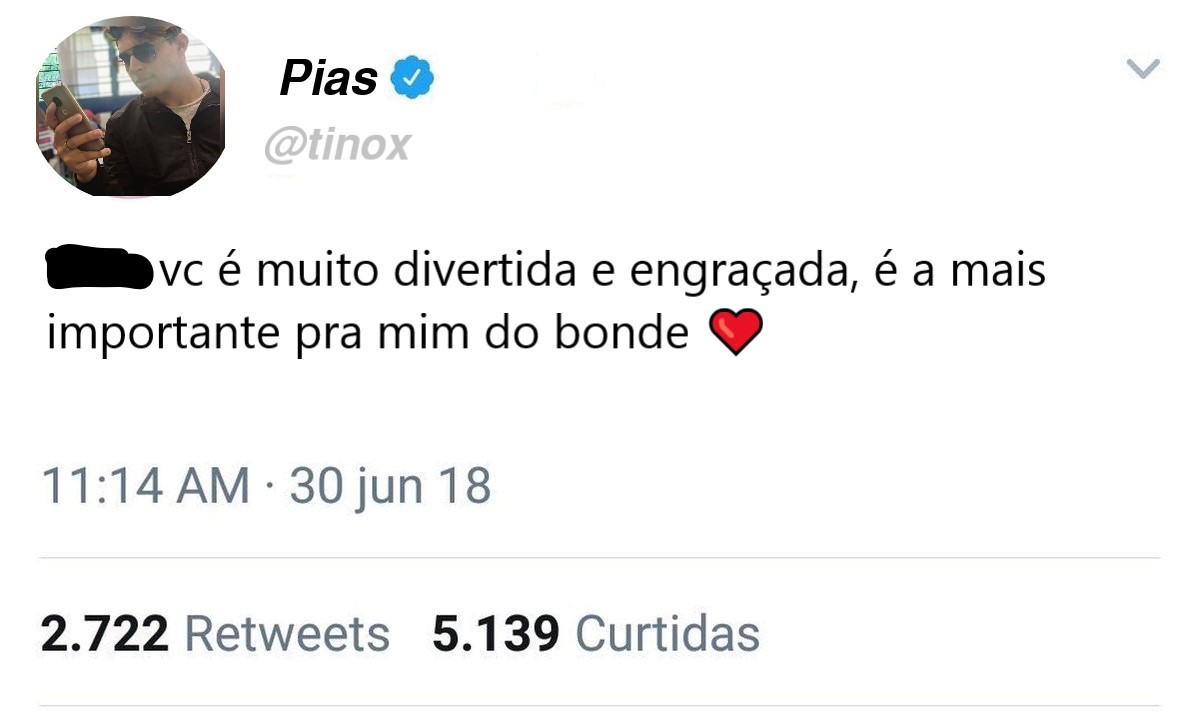 Pias
@tinox
vc é muito divertida e engraçada, é a mais
importante pra mim do bonde ❤️
11:14 AM · 30 jun 18
2.722 Retweets 5.139 Curtidas